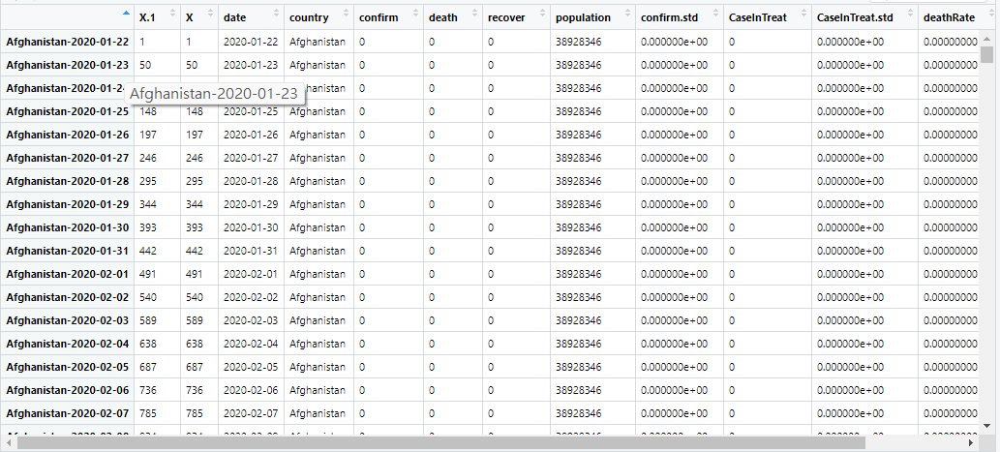 X.1 X date country confirm death recover population confirm.std CaseInTreat CaseInTreat.std deathRate
Afghanistan-2020-01-22 1 1 2020-01-22 Afghanistan 0 0 0 38928346 0.000000e+00 0 0.000000e+00 0.00000000
Afghanistan-2020-01-23 50 50 2020-01-23 Afghanistan 0 0 0 38928346 0.000000e+00 0 0.000000e+00 0.00000000
Afghanistan-2020-01-2 0 0 0 38928346 0.000000e+00 0 0.000000e+00 0.00000000
Afghanistan-2020-01-23
Afghanistan-2020-01-25 148 148 2020-01-25 Afghanistan 0 0 0 38928346 0.000000e+00 0 0.000000e+00 0.00000000
Afghanistan-2020-01-26 197 197 2020-01-26 Afghanistan 0 0 0 38928346 0.000000e+00 0 0.000000e+00 0.00000000
Afghanistan-2020-01-27 246 246 2020-01-27 Afghanistan 0 0 0 38928346 0.000000e+00 0 0.000000e+00 0.00000000
Afghanistan-2020-01-28 295 295 2020-01-28 Afghanistan 0 0 0 38928346 0.000000e+00 0 0.000000e+00 0.00000000
Afghanistan-2020-01-29 344 344 2020-01-29 Afghanistan 0 0 0 38928346 0.000000e+00 0 0.000000e+00 0.00000000
Afghanistan-2020-01-30 393 393 2020-01-30 Afghanistan 0 0 0 38928346 0.000000e+00 0 0.000000e+00 0.00000000
Afghanistan-2020-01-31 442 442 2020-01-31 Afghanistan 0 0 0 38928346 0.000000e+00 0 0.000000e+00 0.00000000
Afghanistan-2020-02-01 491 491 2020-02-01 Afghanistan 0 0 0 38928346 0.000000e+00 0 0.000000e+00 0.00000000
Afghanistan-2020-02-02 540 540 2020-02-02 Afghanistan 0 0 0 38928346 0.000000e+00 0 0.000000e+00 0.00000000
Afghanistan-2020-02-03 589 589 2020-02-03 Afghanistan 0 0 0 38928346 0.000000e+00 0 0.000000e+00 0.00000000
Afghanistan-2020-02-04 638 638 2020-02-04 Afghanistan 0 0 0 38928346 0.000000e+00 0 0.000000e+00 0.00000000
Afghanistan-2020-02-05 687 687 2020-02-05 Afghanistan 0 0 0 38928346 0.000000e+00 0 0.000000e+00 0.00000000
Afghanistan-2020-02-06 736 736 2020-02-06 Afghanistan 0 0 0 38928346 0.000000e+00 0 0.000000e+00 0.00000000
Afghanistan-2020-02-07 785 785 2020-02-07 Afghanistan 0 0 0 38928346 0.000000e+00 0 0.000000e+00 0.00000000